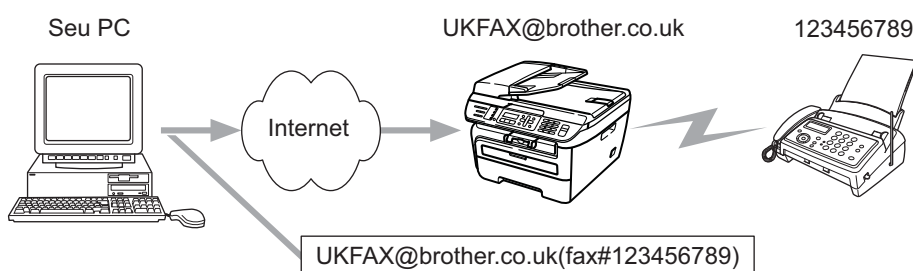 Seu PC
UKFAX@brother.co.uk
123456789
Internet
UKFAX@brother.co.uk(fax#123456789)